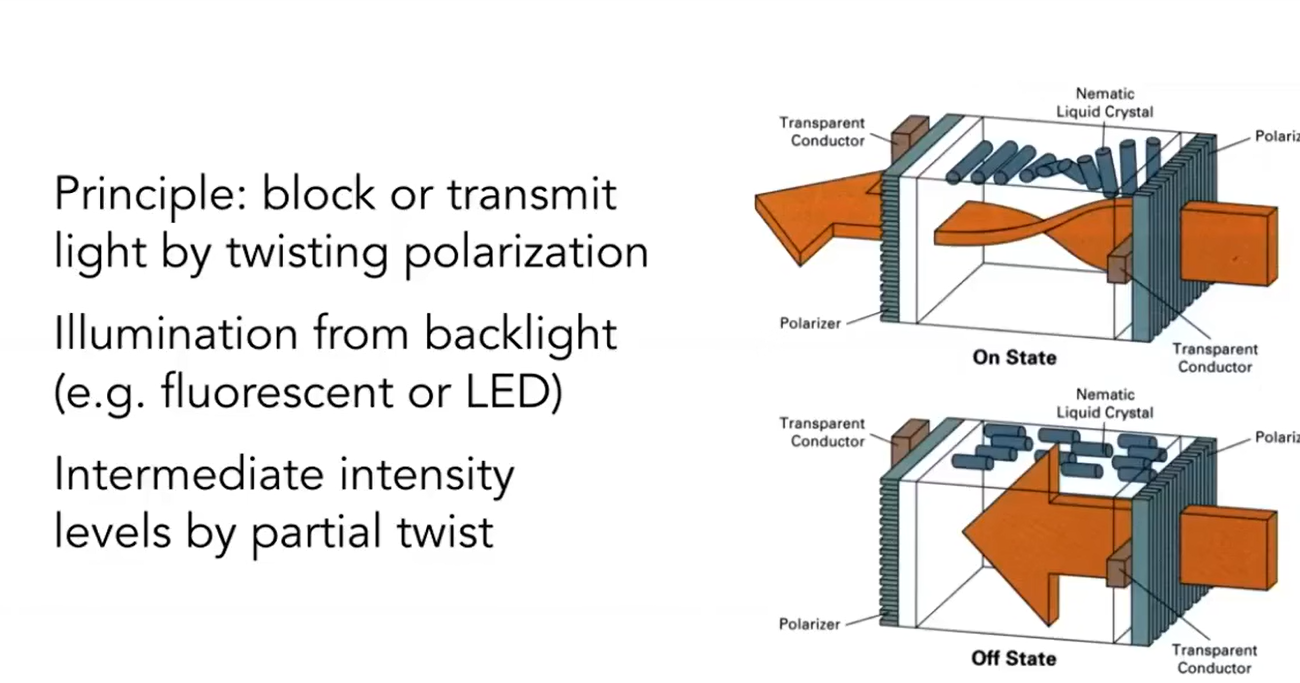 Principle: block or transmit
light by twisting polarization
Illumination from backlight
(e.g. fluorescent or LED)
Intermediate intensity
levels by partial twist
Nematic
Liquid Crystal
Transparent
Conductor
Polariz
Polarizer
On State
Transparent
Conductor
Nematic
Liquid Crystal
Transparent
Conductor
Polariz
Polarizer
Off State
Transparent
Conductor